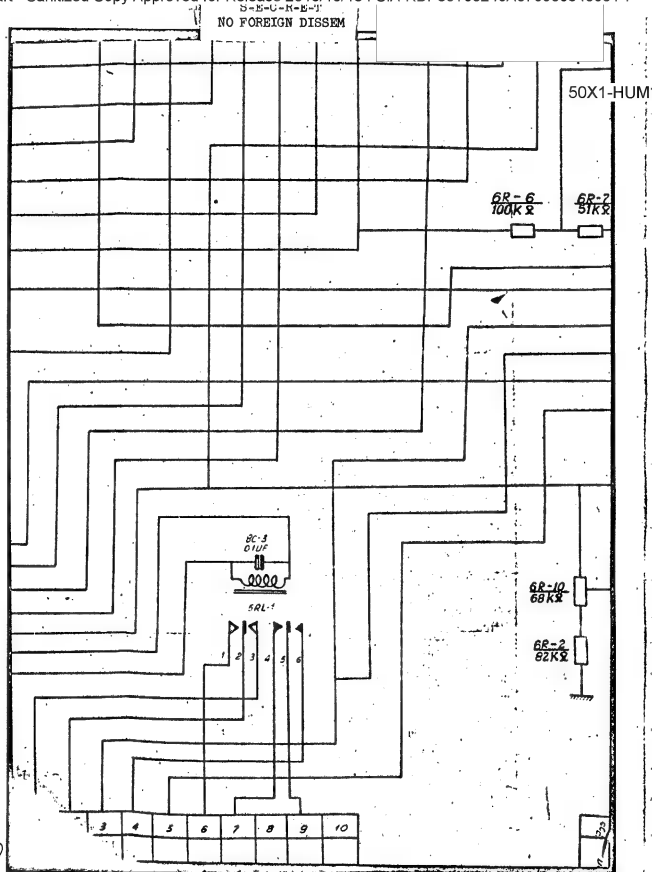 Sanitized Copy Approved for Release
S-E-C-R-E-T
NO FOREIGN DISSEM
50X1-HUM
6R-6
100KΩ
6R-7
51KΩ
8C-3
01UF
5RL-1
1 2 3 4 5 6
6R-10
68KΩ
6R-2
82KΩ
3 4 5 6 7 8 9 10